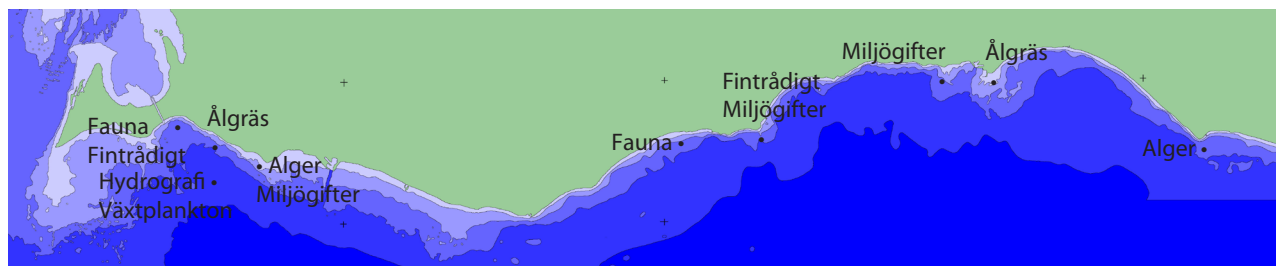 Fauna
Ålgräs
Fintrådigt
Hydrografi
Växtplankton
Alger
Miljögifter
Fauna
Fintrådigt
Miljögifter
Miljögifter
Ålgräs
Alger